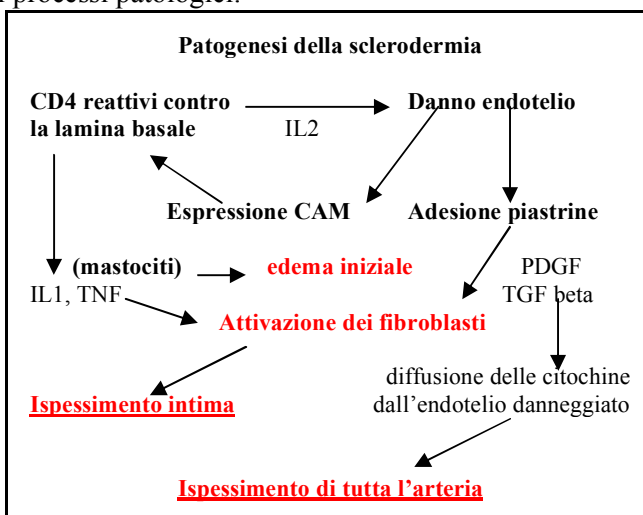 i processi patologici.
Patogenesi della sclerodermia
CD4 reattivi contro
la lamina basale
IL2
Danno endotelio
Espressione CAM
Adesione piastrine
(mastociti)
IL1, TNF
edema iniziale
PDGF
TGF beta
Attivazione dei fibroblasti
diffusione delle citochine
dall'endotelio danneggiato
Ispessimento intima
Ispessimento di tutta l'arteria